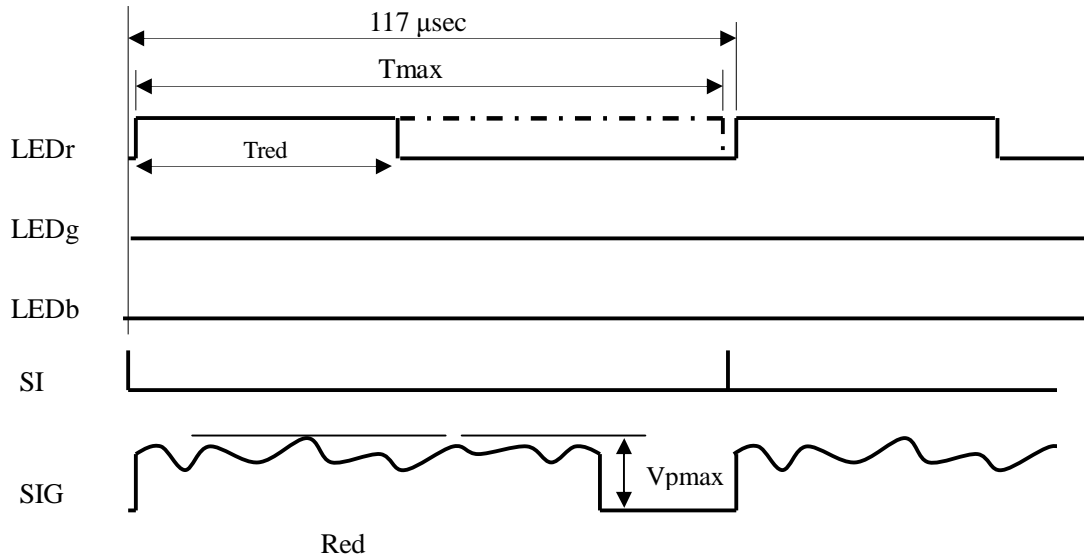 117 μsec
Tmax
LEDr
Tred
LEDg
LEDb
SI
SIG
Vpmax
Red